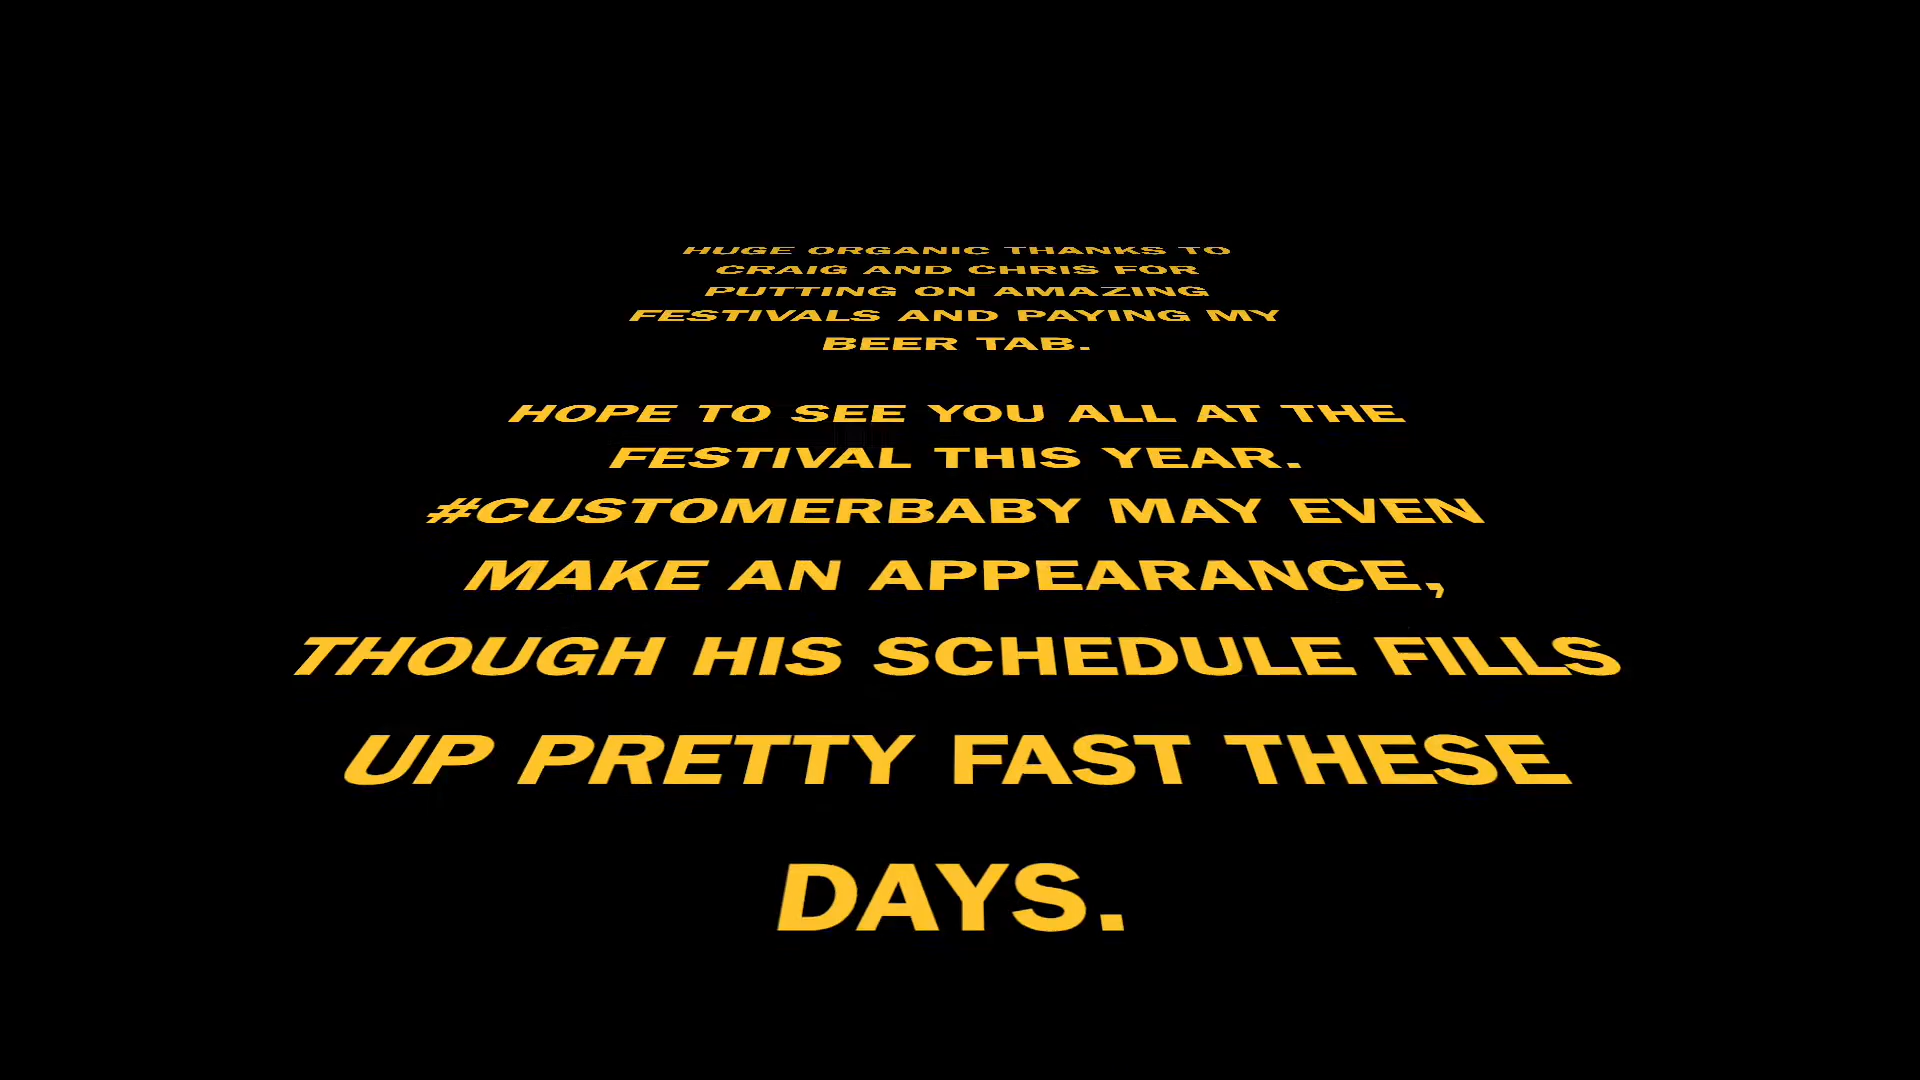 HUGE ORGANIC THANKS TO
CRAIG AND CHRIS FOR
PUTTING ON AMAZING
FESTIVALS AND PAYING MY
BEER TAB.
HOPE TO SEE YOU ALL AT THE
FESTIVAL THIS YEAR.
#CUSTOMERBABY MAY EVEN
MAKE AN APPEARANCE,
THOUGH HIS SCHEDULE FILLS
UP PRETTY FAST THESE
DAYS.